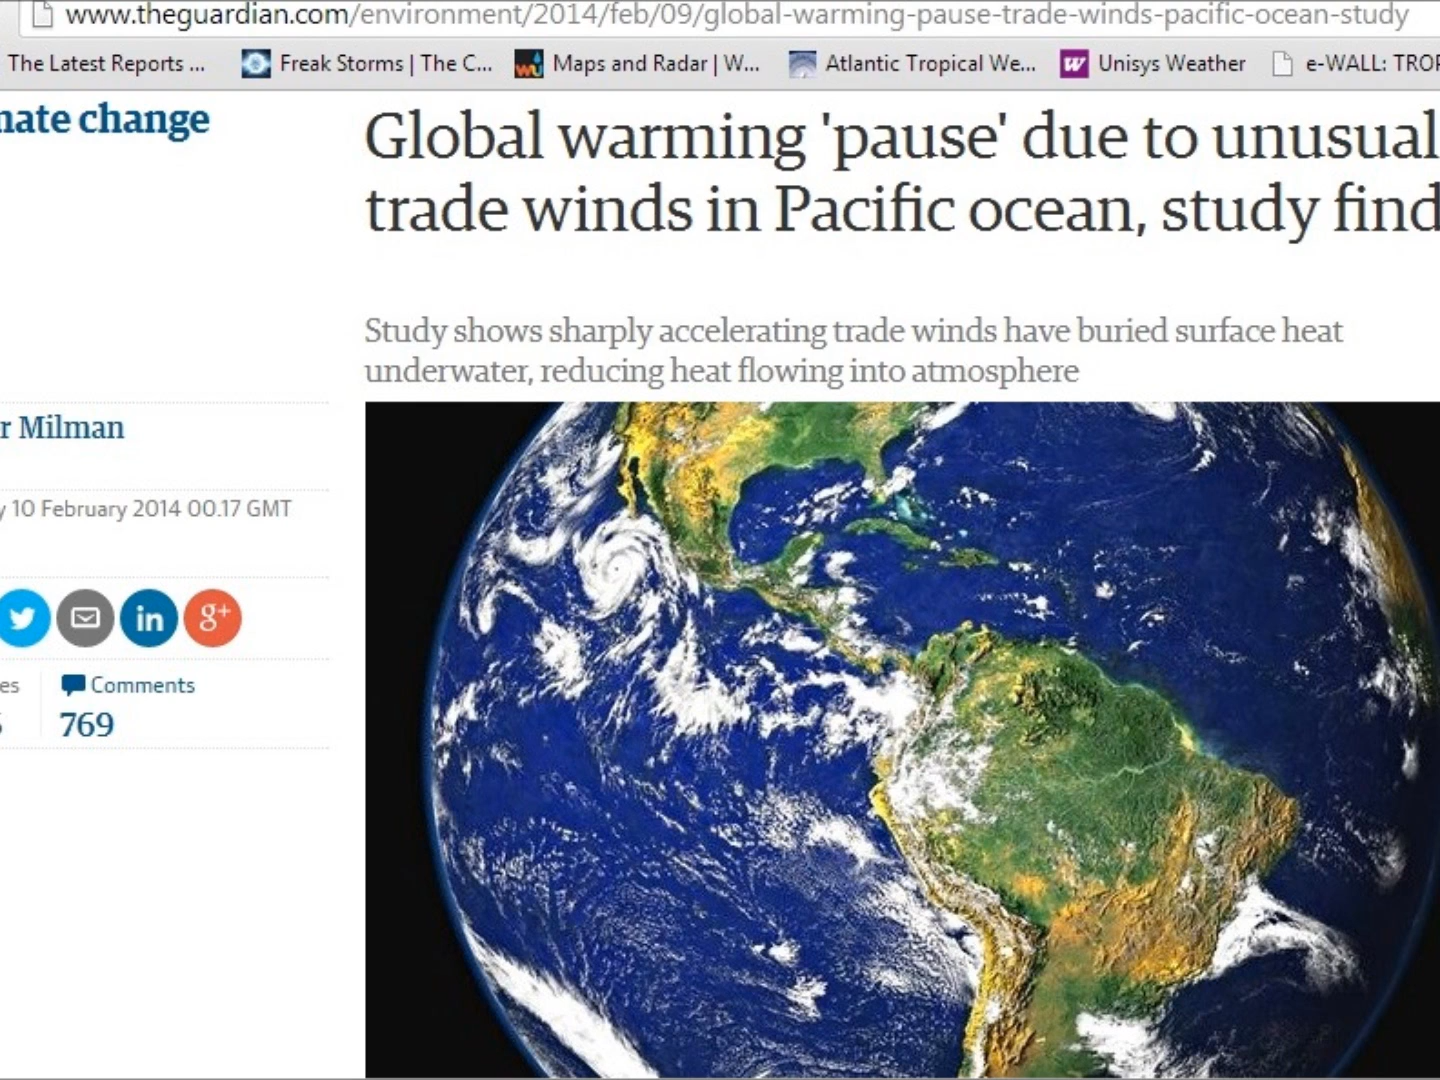 www.theguardian.com/environment/2014/feb/09/global-warming-pause-trade-winds-pacific-ocean-study
The Latest Reports ... Freak Storms | The C... Maps and Radar | W... Atlantic Tropical We... Unisys Weather e-WALL: TROP
mate change
Global warming 'pause' due to unusual
trade winds in Pacific ocean, study find
Study shows sharply accelerating trade winds have buried surface heat
underwater, reducing heat flowing into atmosphere
r Milman
y 10 February 2014 00.17 GMT
in g+
es Comments
769